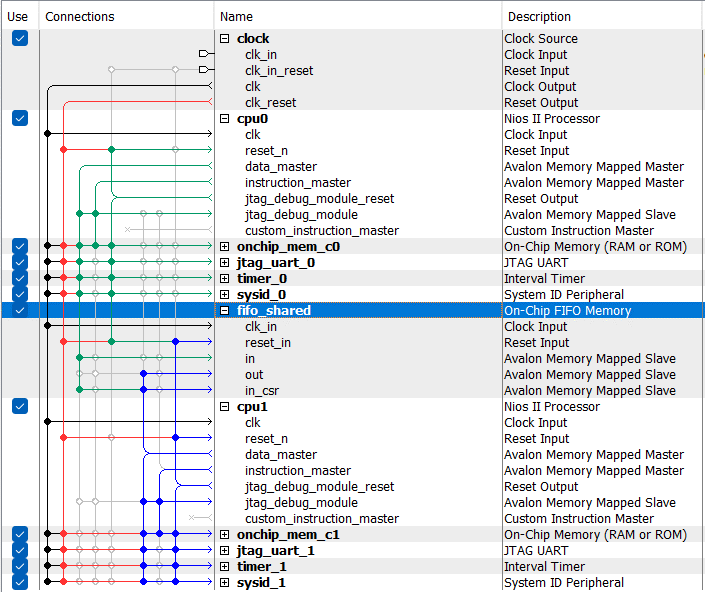 Use Connections Name Description
clock Clock Source
clk_in Clock Input
clk_in_reset Reset Input
clk Clock Output
clk_reset Reset Output
cpu0 Nios II Processor
clk Clock Input
reset_n Reset Input
data_master Avalon Memory Mapped Master
instruction_master Avalon Memory Mapped Master
jtag_debug_module_reset Reset Output
jtag_debug_module Avalon Memory Mapped Slave
custom_instruction_master Custom Instruction Master
onchip_mem_c0 On-Chip Memory (RAM or ROM)
jtag_uart_0 JTAG UART
timer_0 Interval Timer
sysid_0 System ID Peripheral
fifo_shared On-Chip FIFO Memory
clk_in Clock Input
reset_in Reset Input
in Avalon Memory Mapped Slave
out Avalon Memory Mapped Slave
in_csr Avalon Memory Mapped Slave
cpu1 Nios II Processor
clk Clock Input
reset_n Reset Input
data_master Avalon Memory Mapped Master
instruction_master Avalon Memory Mapped Master
jtag_debug_module_reset Reset Output
jtag_debug_module Avalon Memory Mapped Slave
custom_instruction_master Custom Instruction Master
onchip_mem_c1 On-Chip Memory (RAM or ROM)
jtag_uart_1 JTAG UART
timer_1 Interval Timer
sysid_1 System ID Peripheral